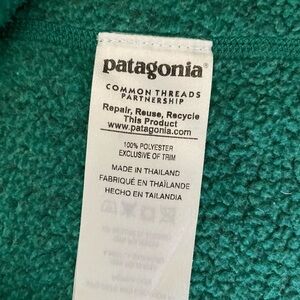 patagonia®
COMMON THREADS
PARTNERSHIP
Repair, Reuse, Recycle
This Product
www.patagonia.com
100% POLYESTER
EXCLUSIVE OF TRIM
MADE IN THAILAND
FABRIQUÉ EN THAÏLANDE
HECHO EN TAILANDIA